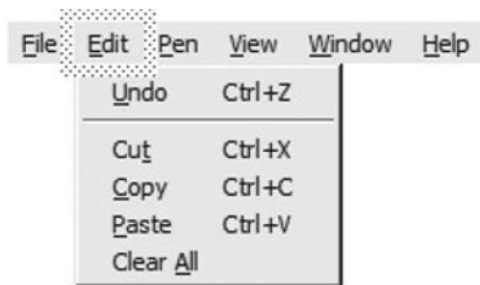 File Edit Pen View Window Help
Undo Ctrl+Z
Cut Ctrl+X
Copy Ctrl+C
Paste Ctrl+V
Clear All